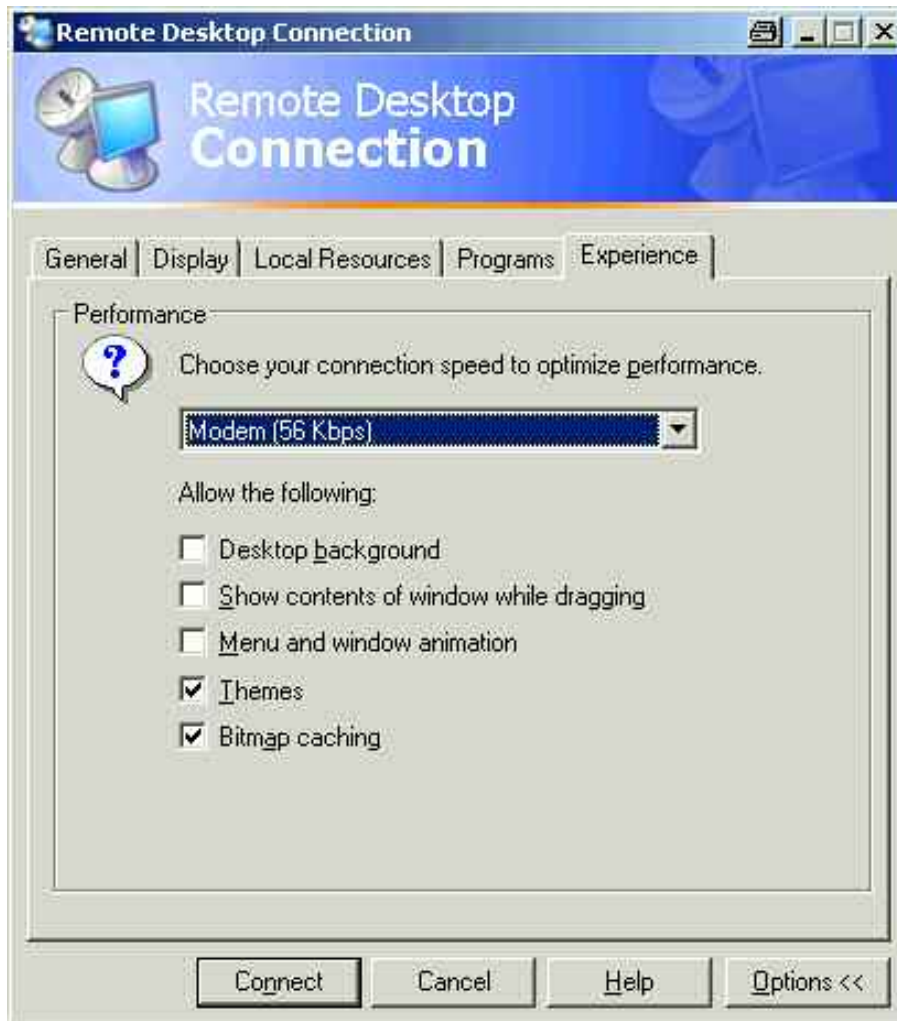 Remote Desktop Connection
Remote Desktop
Connection
General Display Local Resources Programs Experience
Performance
?
Choose your connection speed to optimize performance.
Modem (56 Kbps)
Allow the following:
Desktop background
Show contents of window while dragging
Menu and window animation
Themes
Bitmap caching
Connect Cancel Help Options <<